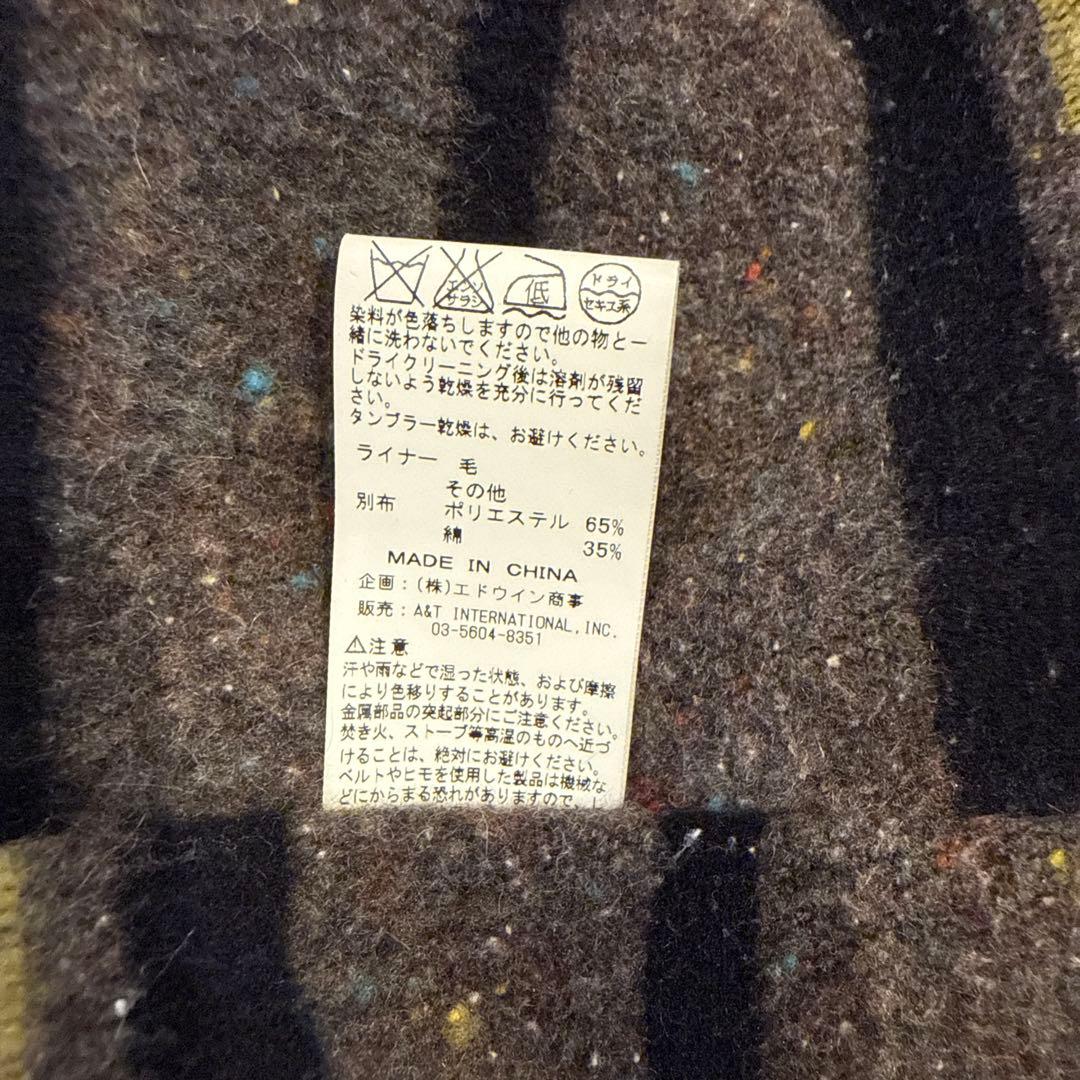 エンソ
サラシ
低
ドライ
セキユ系
染料が色落ちしますので他の物と一
緒に洗わないでください。
ドライクリーニング後は溶剤が残留
しないよう乾燥を充分に行ってくだ
さい。
タンブラー乾燥は、お避けください。
ライナー 毛
その他
別布 ポリエステル 65%
綿 35%
MADE IN CHINA
企画：(株)エドウイン商事
販売：A&T INTERNATIONAL,INC.
03-5604-8351
⚠注意
汗や雨などで湿った状態、および摩擦
により色移りすることがあります。
金属部品の突起部分にご注意ください。
焚き火、ストーブ等高温のものへ近づ
けることは、絶対にお避けください。
ベルトやヒモを使用した製品は機械な
どにからまる恐れがありますので、し